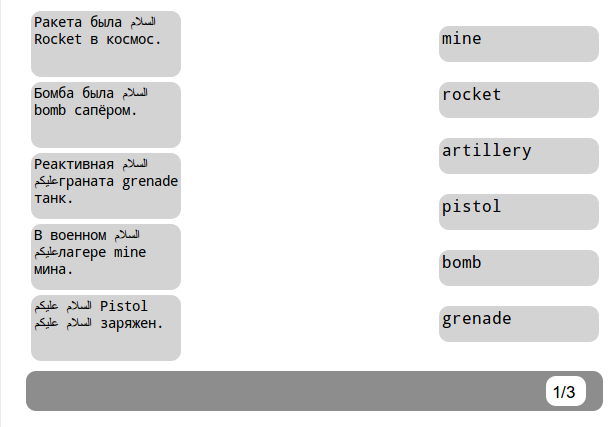 Ракета была السلام
Rocket в космос.
Бомба была السلام
bomb сапёром.
Реактивная السلام
عليكمграната grenade
танк.
В военном السلام
عليكمлагере mine
мина.
السلام عليكم Pistol
السلام عليكم заряжен.
mine
rocket
artillery
pistol
bomb
grenade
1/3